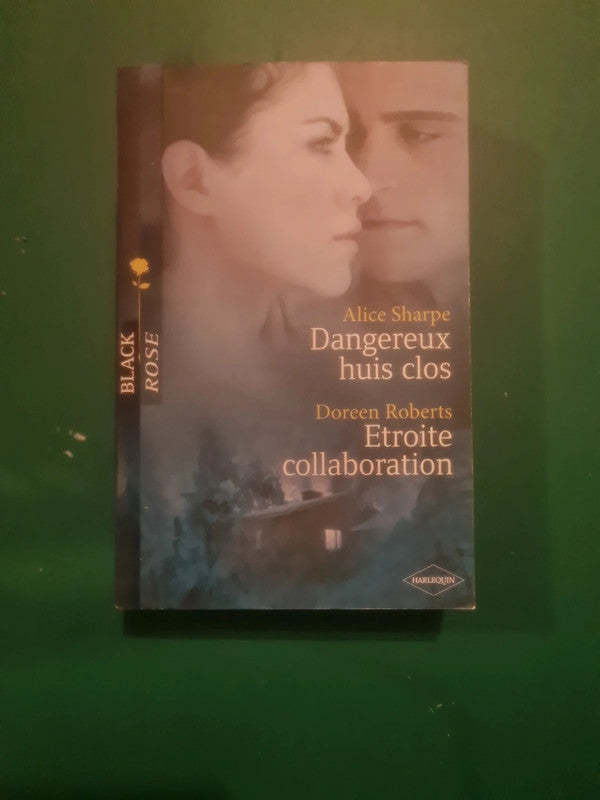 BLACK
ROSE
Alice Sharpe
Dangereux
huis clos
Doreen Roberts
Etroite
collaboration
HARLEQUIN